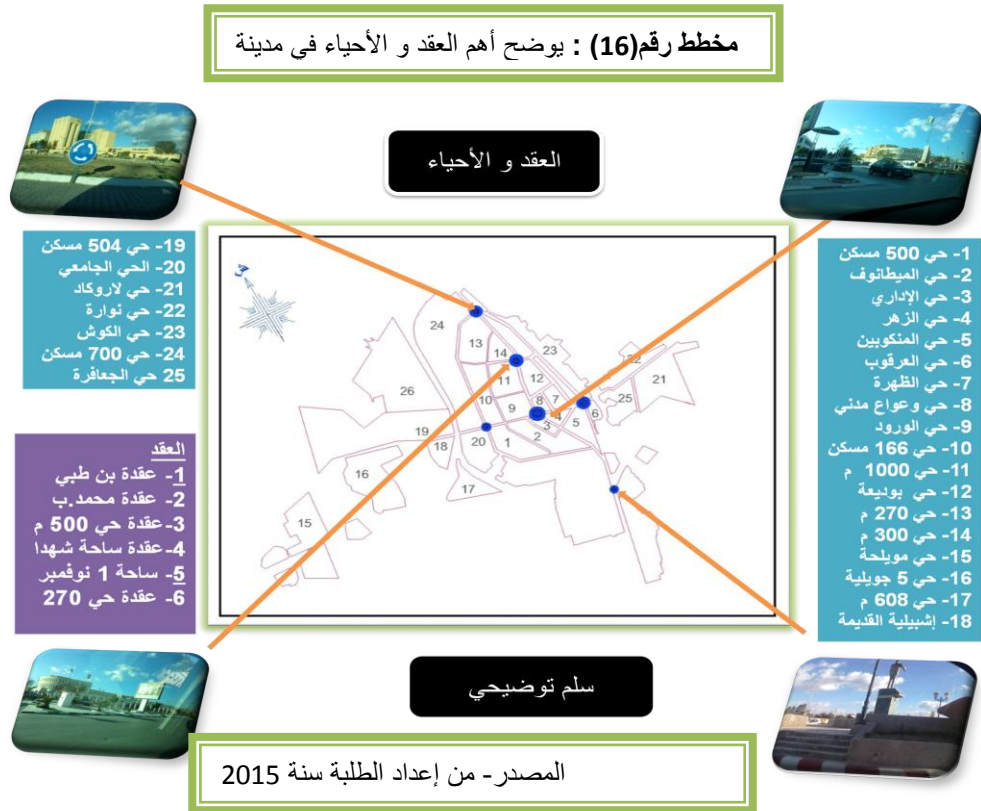 مخطط رقم(16) : يوضح أهم العقد و الأحياء في مدينة
العقد و الأحياء
1- حي 500 مسكن
2- حي الميطانوف
3- حي الإداري
4- حي الزهر
5- حي المنكوبين
6- حي العرقوب
7- حي الظهرة
8- حي وعواع مدني
9- حي الورود
10- حي 166 مسكن
11- حي 1000 م
12- حي بوديعة
13- حي 270 م
14- حي 300 م
15- حي مويلحة
16- حي 5 جويلية
17- حي 608 م
18- إشبيلية القديمة
19- حي 504 مسكن
20- الحي الجامعي
21- حي لاروكاد
22- حي نوارة
23- حي الكوش
24- حي 700 مسكن
25 حي الجعافرة
العقد
1- عقدة بن طبي
2- عقدة محمد.ب
3- عقدة حي 500 م
4- عقدة ساحة شهدا
5- ساحة 1 نوفمبر
6- عقدة حي 270
ش
24
13
14
23
22
21
11
12
26
10
9
8
7
4
5
6
25
3
19
18
20
1
2
16
17
15
سلم توضيحي
المصدر- من إعداد الطلبة سنة 2015